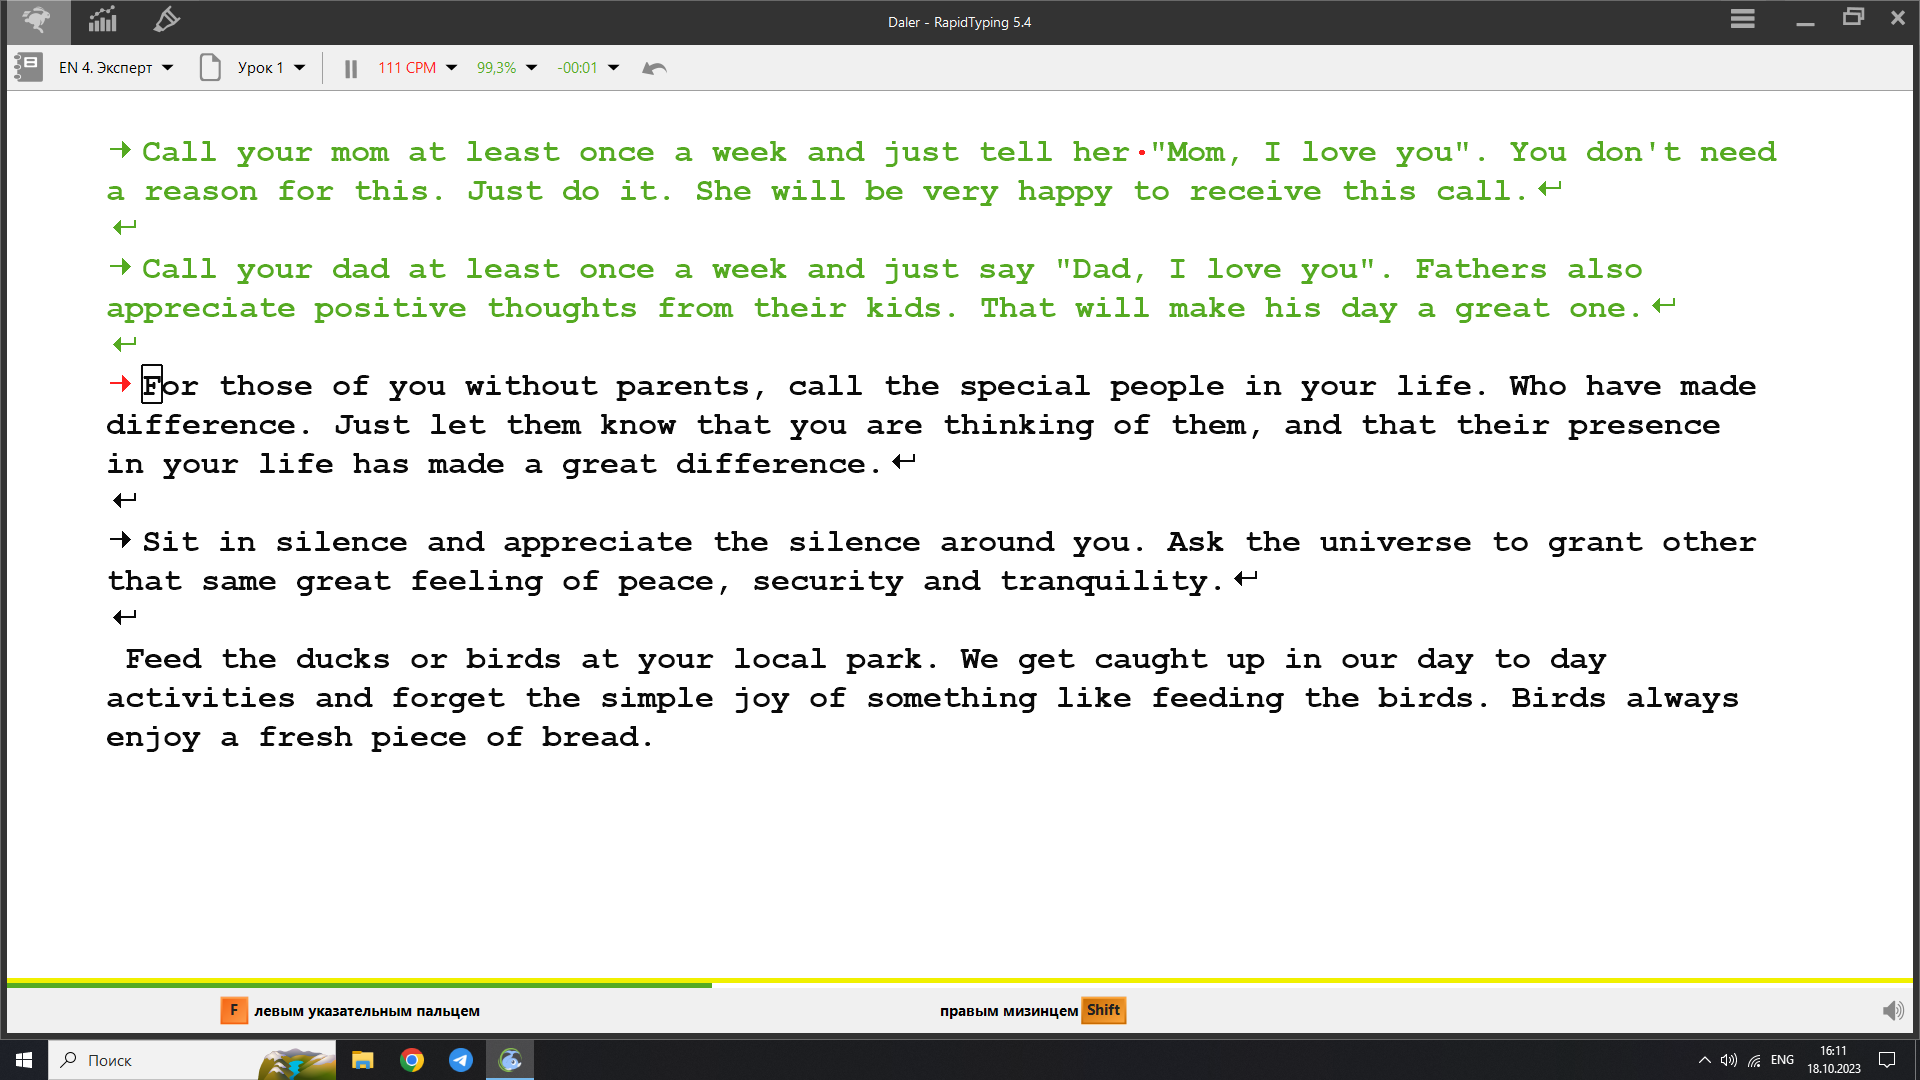 Daler - RapidTyping 5.4
EN 4. Эксперт Урок 1 111 CPM 99,3% -00:01
→ Call your mom at least once a week and just tell her·"Mom, I love you". You don't need
a reason for this. Just do it. She will be very happy to receive this call.↵
↵
→ Call your dad at least once a week and just say "Dad, I love you". Fathers also
appreciate positive thoughts from their kids. That will make his day a great one.↵
↵
→ For those of you without parents, call the special people in your life. Who have made
difference. Just let them know that you are thinking of them, and that their presence
in your life has made a great difference.↵
↵
→ Sit in silence and appreciate the silence around you. Ask the universe to grant other
that same great feeling of peace, security and tranquility.↵
↵
Feed the ducks or birds at your local park. We get caught up in our day to day
activities and forget the simple joy of something like feeding the birds. Birds always
enjoy a fresh piece of bread.
F левым указательным пальцем правым мизинцем Shift
Поиск ENG 16:11
18.10.2023